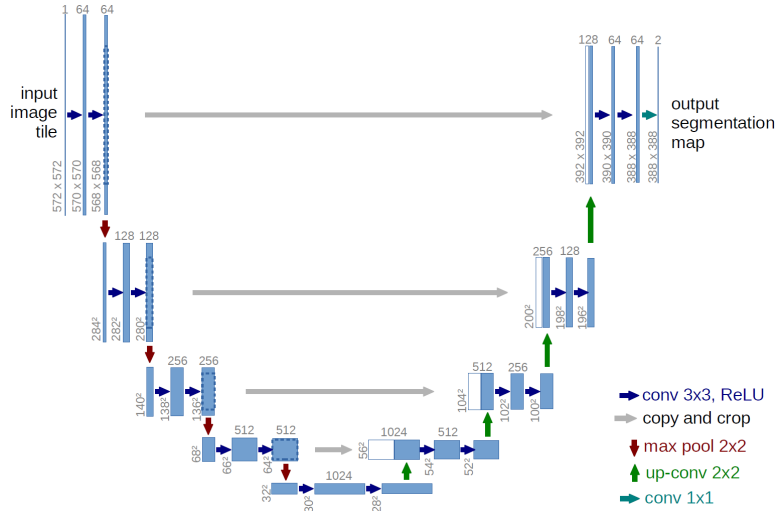 1 64 64
128 64 64 2
input
image
tile
output
segmentation
map
572 x 572
570 x 570
568 x 568
392 x 392
390 x 390
388 x 388
388 x 388
128 128
256 128
284²
282²
280²
200²
198²
196²
256 256
512 256
140²
138²
136²
104²
102²
100²
conv 3x3, ReLU
copy and crop
max pool 2x2
up-conv 2x2
conv 1x1
512 512
1024 512
68²
66²
64²
56²
54²
52²
1024
32²
30²
28²